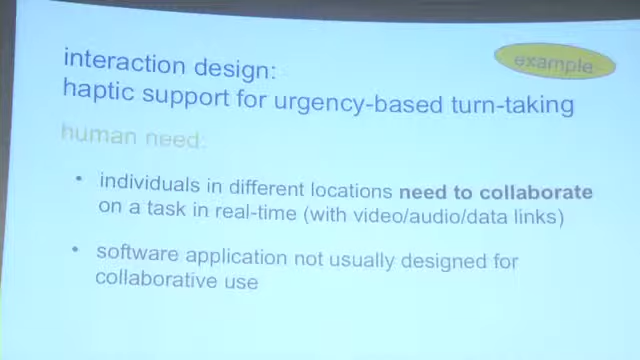 example
interaction design:
haptic support for urgency-based turn-taking
human need:
• individuals in different locations need to collaborate
on a task in real-time (with video/audio/data links)
• software application not usually designed for
collaborative use